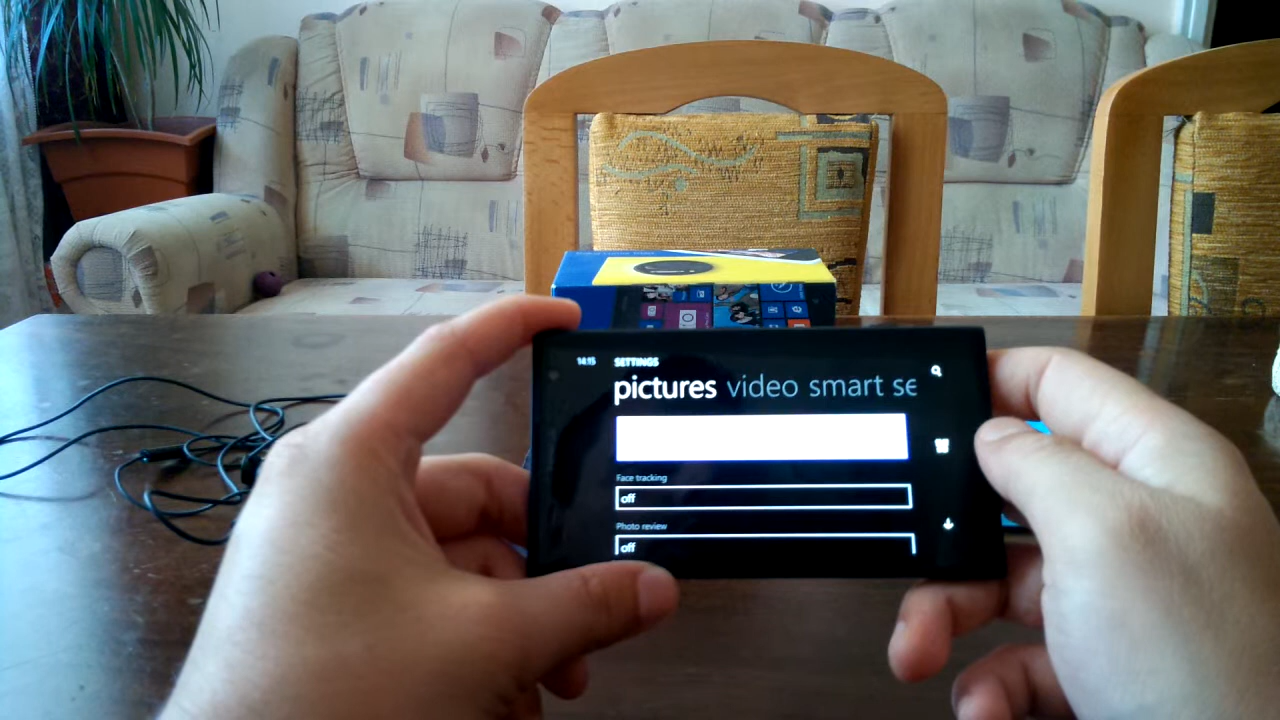 14:15
SETTINGS
pictures video smart se
Face tracking
off
Photo review
off